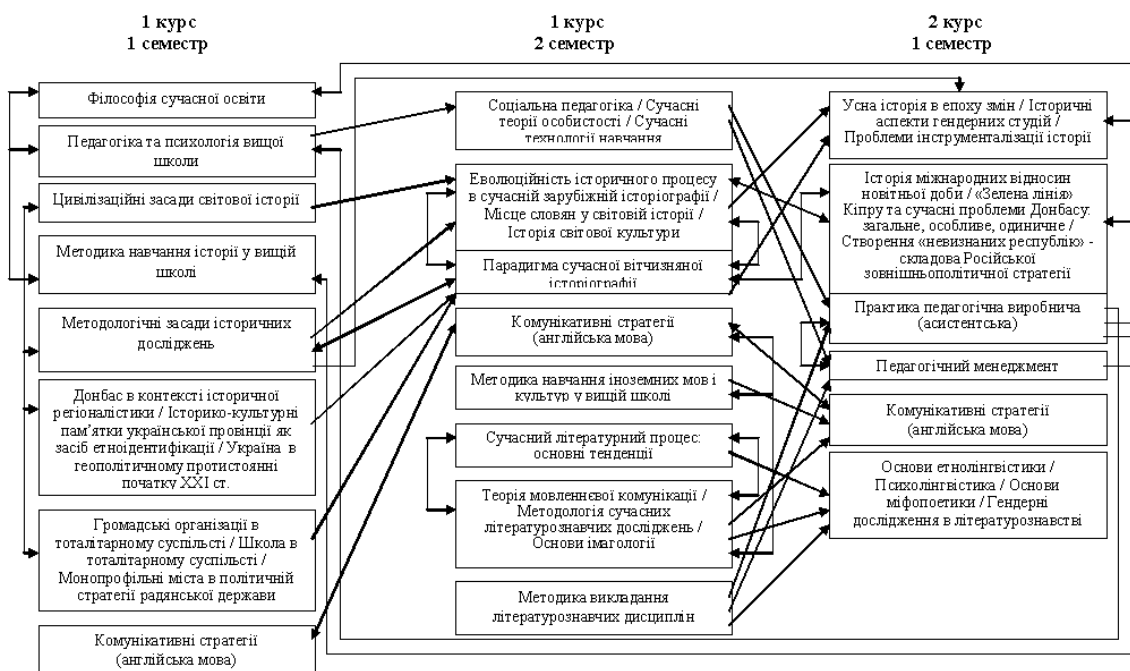 1 курс
1 семестр
Філософія сучасної освіти
Педагогіка та психологія вищої
школи
Цивілізаційні засади світової історії
Методика навчання історії у вищій
школі
Методологічні засади історичних
досліджень
Донбас в контексті історичної
регіоналістики / Історико-культурні
пам’ятки української провінції як
засіб етноідентифікації / Україна в
геополітичному протистоянні
початку XXI ст.
Громадські організації в
тоталітарному суспільстві / Школа в
тоталітарному суспільстві /
Монопрофільні міста в політичній
стратегії радянської держави
Комунікативні стратегії
(англійська мова)
1 курс
2 семестр
Соціальна педагогіка / Сучасні
теорії особистості / Сучасні
технології навчання
Еволюційність історичного процесу
в сучасній зарубіжній історіографії /
Місце словян у світовій історії /
Історія світової культури
Парадигма сучасної вітчизняної
історіографії
Комунікативні стратегії
(англійська мова)
Методика навчання іноземних мов і
культур у вищій школі
Сучасний літературний процес:
основні тенденції
Теорія мовленнєвої комунікації /
Методологія сучасних
літературознавчих досліджень /
Основи імагології
Методика викладання
літературознавчих дисциплін
2 курс
1 семестр
Усна історія в епоху змін / Історичні
аспекти гендерних студій /
Проблеми інструменталізації історії
Історія міжнародних відносин
новітньої доби / «Зелена лінія»
Кіпру та сучасні проблеми Донбасу:
загальне, особливе, одиничне /
Створення «невизнаних республік» -
складова Російської
зовнішньополітичної стратегії
Практика педагогічна виробнича
(асистентська)
Педагогічний менеджмент
Комунікативні стратегії
(англійська мова)
Основи етнолінгвістики /
Психолінгвістика / Основи
міфопоетики / Гендерні
дослідження в літературознавстві